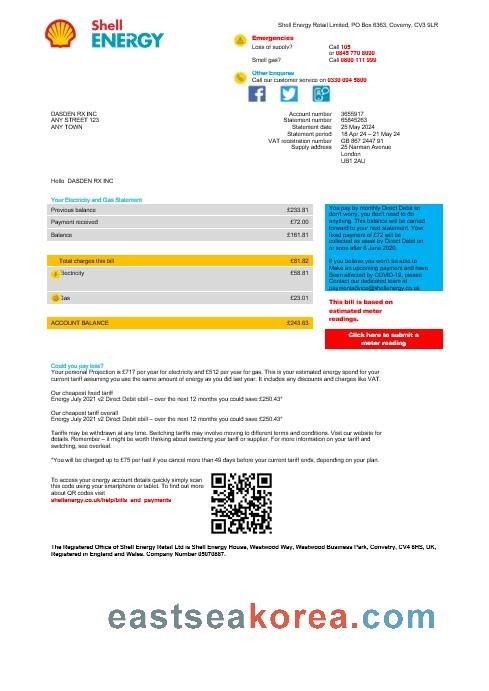 Shell Energy Retail Limited, PO Box 6363, Coverny, CV3 9LR
Shell
ENERGY
Emergencies
Loss of supply? Call 105
or 0845 770 8090
Smell gas? Call 0800 111 999
Other Enquires
Call our customer service on 0330 094 5800
DASDEN RX INC
ANY STREET 123
ANY TOWN
Account number 3655917
Statement number 65845263
Statement date 25 May 2024
Statement period 18 Apr 24 – 21 May 24
VAT registration number GB 867 2447 91
Supply address 25 Narman Avenue
London
UB1 2AU
Hello DASDEN RX INC
Your Electricity and Gas Statement
Previous balance £233.81
Payment received £72.00
Balance £161.81
Total charges this bill £81.82
Electricity £58.81
Gas £23.01
ACCOUNT BALANCE £243.63
You pay by monthly Direct Debit so
don't worry, you don't need to do
anything. This balance will be carried
forward to your next statement. Your
fixed payment of £72 will be
collected as usual by Direct Debit on
or soon after 8 June 2020.
If you believe you won't be able to
Make an upcoming payment and have
Been affected by COVID-19, please
Contact our dedicated team at
paymentadvice@shellenergy.co.uk
This bill is based on
estimated meter
readings.
Click here to submit a
meter reading
Could you pay less?
Your personal Projection is £717 per year for electricity and £512 per year for gas. This is your estimated energy spend for your
current tariff assuming you use the same amount of energy as you did last year. It includes any discounts and charges like VAT.
Our cheapest fixed tariff
Energy July 2021 v2 Direct Debit ebill – over the next 12 months you could save £250.43*
Our cheapest tariff overall
Energy July 2021 v2 Direct Debit ebill – over the next 12 months you could save £250.43*
Tariffs may be withdrawn at any time. Switching tariffs may involve moving to different terms and conditions. Visit our website for
details. Remember – it might be worth thinking about switching your tariff or supplier. For more information on your tariff and
switching, see overleaf.
*You will be charged up to £75 per fuel if you cancel more than 49 days before your current tariff ends, depending on your plan.
To access your energy account details quickly simply scan
this code using your smartphone or tablet. To find out more
about QR codes visit
shellenergy.co.uk/help/bills_and_payments
The Registered Office of Shell Energy Retail Ltd is Shell Energy House, Westwood Way, Westwood Business Park, Convetry, CV4 8HS, UK,
Registered in England and Wales. Company Number 05070887.
eastseakorea.com